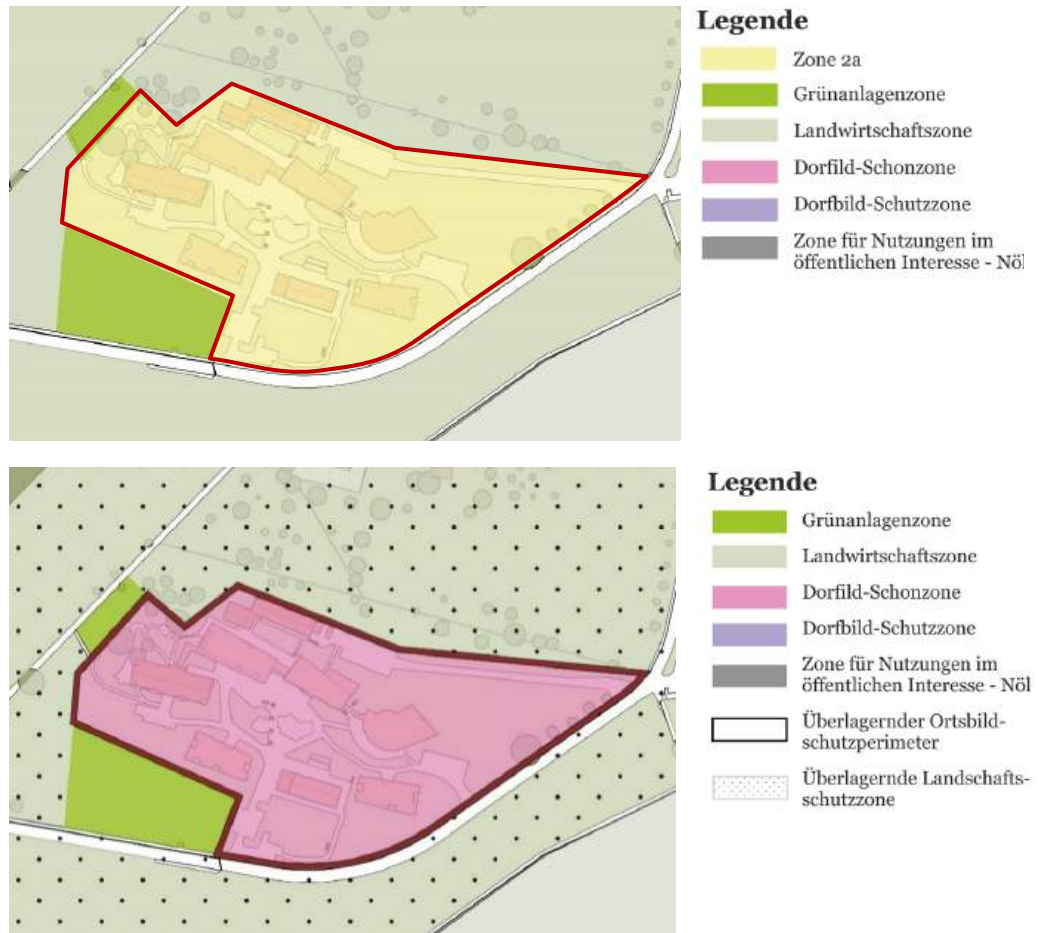 Legende
Zone 2a
Grünanlagenzone
Landwirtschaftszone
Dorfild-Schonzone
Dorfbild-Schutzzone
Zone für Nutzungen im
öffentlichen Interesse - Nöl
Legende
Grünanlagenzone
Landwirtschaftszone
Dorfild-Schonzone
Dorfbild-Schutzzone
Zone für Nutzungen im
öffentlichen Interesse - Nöl
Überlagernder Ortsbild-
schutzperimeter
Überlagernde Landschafts-
schutzzone